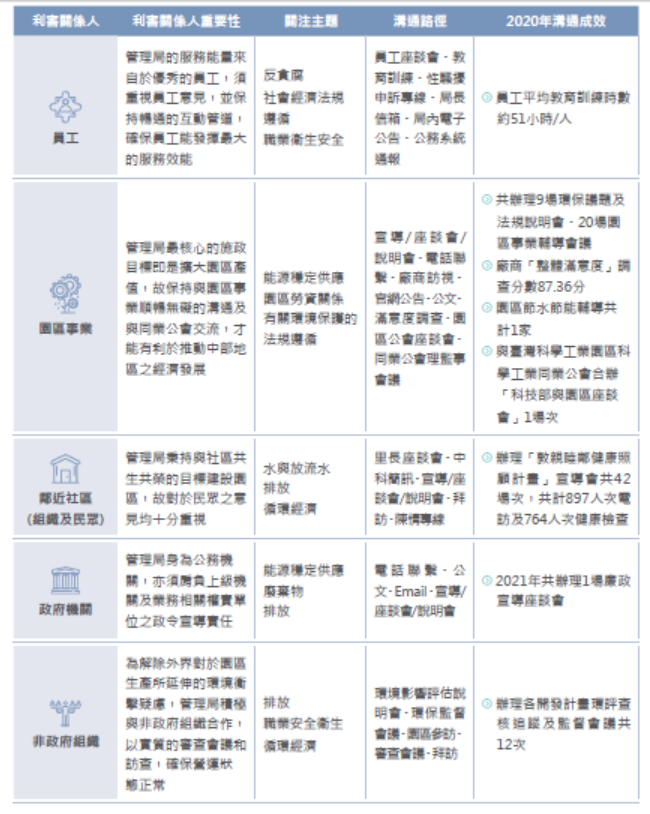 利害關係人
利害關係人重要性
關注主題
溝通路徑
2020年溝通成效
員工
管理局的服務能量來
自於優秀的員工，須
重視員工意見，並保
持暢通的互動管道，
確保員工能發揮最大
的服務效能
反貪腐
社會經濟法規
遵循
職業衛生安全
員工座談會、教
育訓練、性騷擾
申訴專線、局長
信箱、局內電子
公告、公務系統
通報
員工平均教育訓練時數
約51小時/人
園區事業
管理局最核心的施政
目標即是擴大園區產
值，故保持與園區事
業順暢無礙的溝通及
與同業公會交流，才
能有利於推動中部地
區之經濟發展
能源穩定供應
園區勞資關係
有關環境保護的
法規遵循
宣導/座談會/
說明會、電話聯
繫、廠商訪視、
官網公告、公文、
滿意度調查、園
區公會座談會、
同業公會理監事
會議
共辦理9場環保議題及
法規說明會、20場園
區事業輔導會議
廠商「整體滿意度」調
查分數87.36分
園區節水節能輔導共
計1家
與臺灣科學工業園區科
學工業同業公會合辦
「科技部與園區座談
會」1場次
鄰近社區
(組織及民眾)
管理局秉持與社區共
生共榮的目標建設園
區，故對於民眾之意
見均十分重視
水與放流水
排放
循環經濟
里長座談會、中
科簡訊、宣導/座
談會/說明會、拜
訪、陳情專線
辦理「敦親睦鄰健康照
顧計畫」宣導會共42
場次，共計897人次電
訪及764人次健康檢查
政府機關
管理局身為公務機
關，亦須肩負上級機
關及業務相關權責單
位之政令宣導責任
能源穩定供應
廢棄物
排放
電話聯繫、公
文、Email、宣導/
座談會/說明會
2021年共辦理1場廉政
宣導座談會
非政府組織
為解除外界對於園區
生產所延伸的環境衝
擊疑慮，管理局積極
與非政府組織合作，
以實質的審查會議和
訪查，確保營運狀
態正常
排放
職業安全衛生
循環經濟
環境影響評估說
明會、環保監督
會議、園區參訪、
審查會議、拜訪
辦理各開發計畫環評查
核追蹤及監督會議共
12次